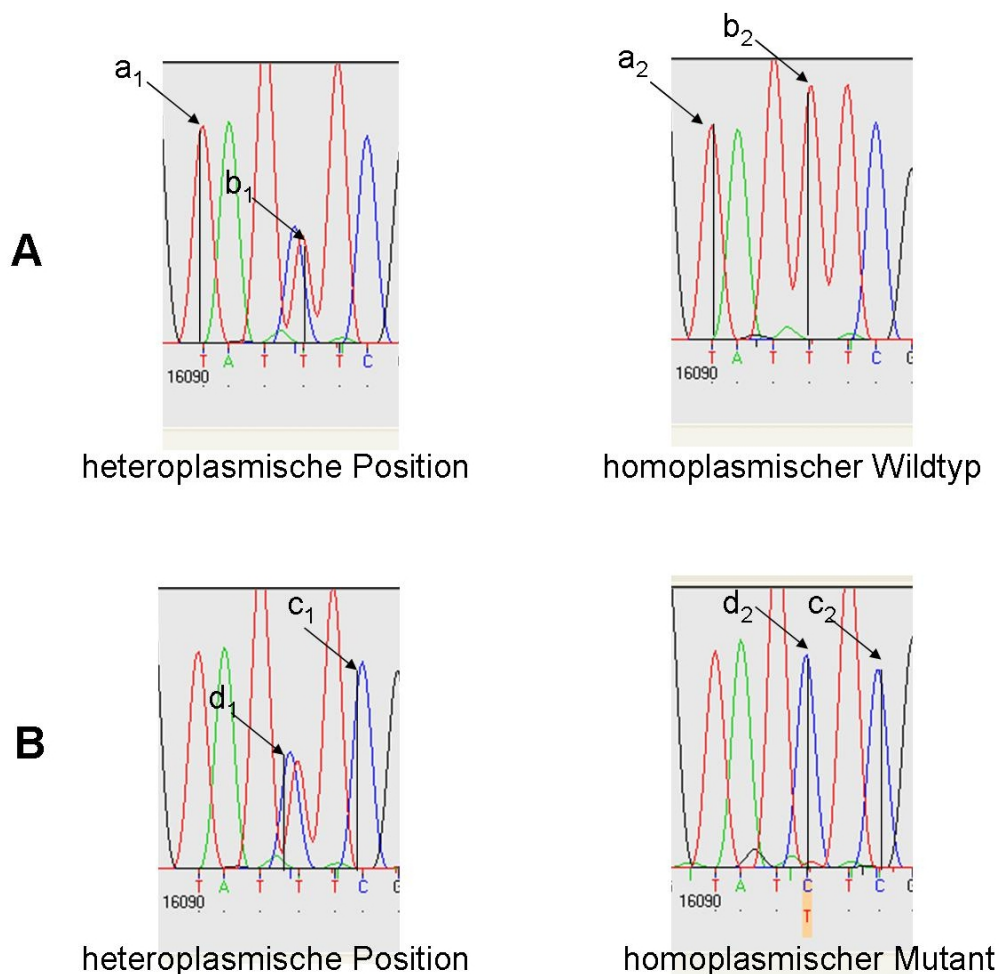 b₂
a₁
a₂
b₁
A
T A T T T C
16090
T A T T T C G
16090
heteroplasmische Position
homoplasmischer Wildtyp
c₁
d₂
c₂
d₁
B
T A T T T C G
16090
T A T C T C G
16090
T
heteroplasmische Position
homoplasmischer Mutant